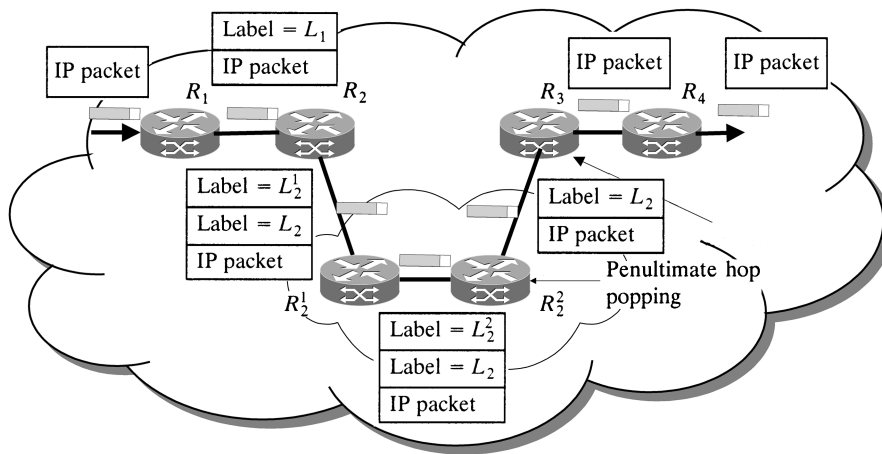 Label = L₁
IP packet
IP packet
IP packet
IP packet
R₁
R₂
R₃
R₄
Label = L₂¹
Label = L₂
IP packet
Label = L₂
IP packet
R₂¹
R₂²
Penultimate hop
popping
Label = L₂²
Label = L₂
IP packet